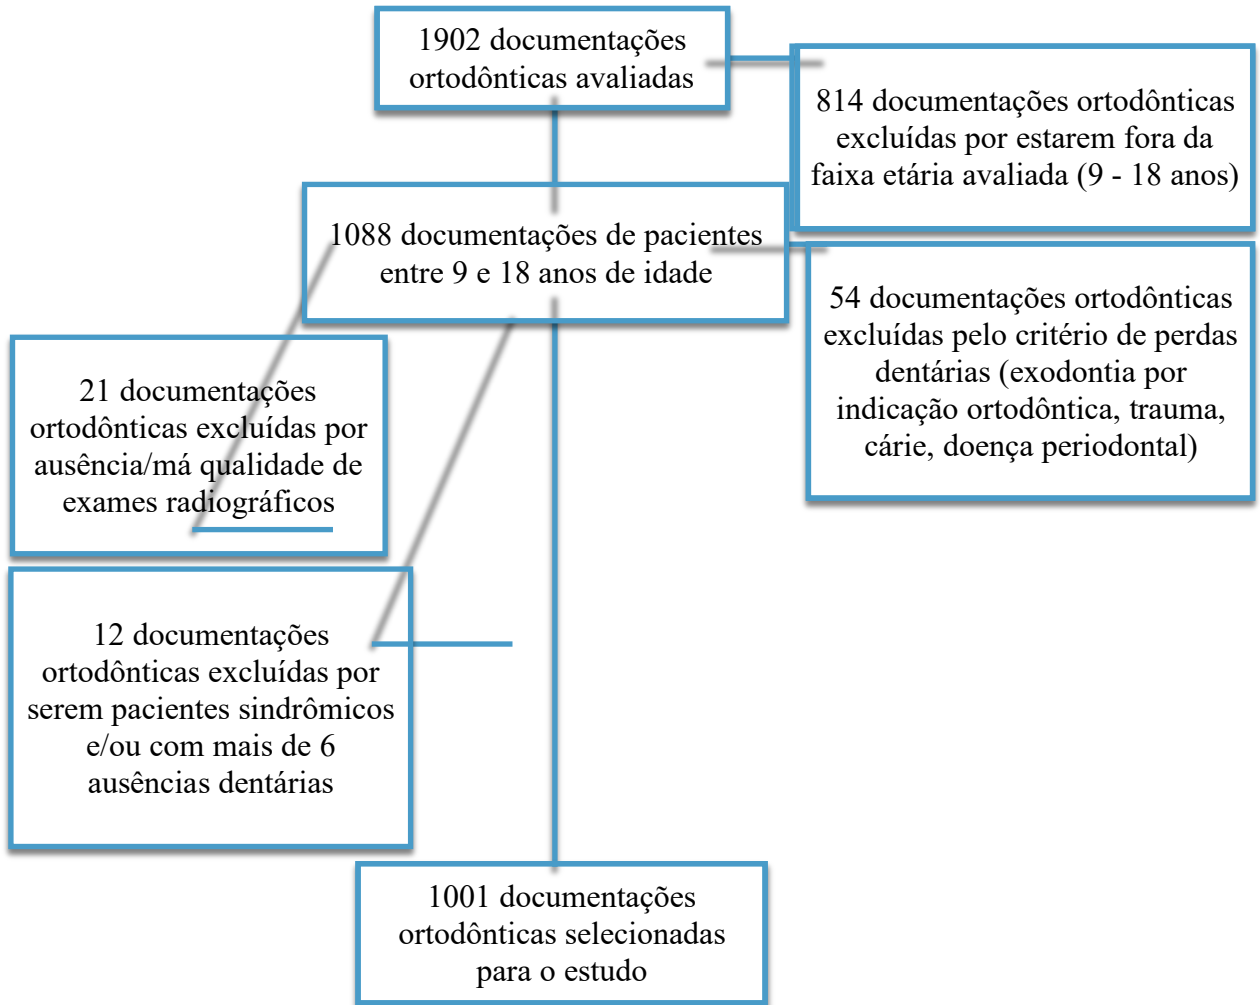 1902 documentações
ortodônticas avaliadas
814 documentações ortodônticas
excluídas por estarem fora da
faixa etária avaliada (9 - 18 anos)
1088 documentações de pacientes
entre 9 e 18 anos de idade
54 documentações ortodônticas
excluídas pelo critério de perdas
dentárias (exodontia por
indicação ortodôntica, trauma,
cárie, doença periodontal)
21 documentações
ortodônticas excluídas por
ausência/má qualidade de
exames radiográficos
12 documentações
ortodônticas excluídas por
serem pacientes sindrômicos
e/ou com mais de 6
ausências dentárias
1001 documentações
ortodônticas selecionadas
para o estudo